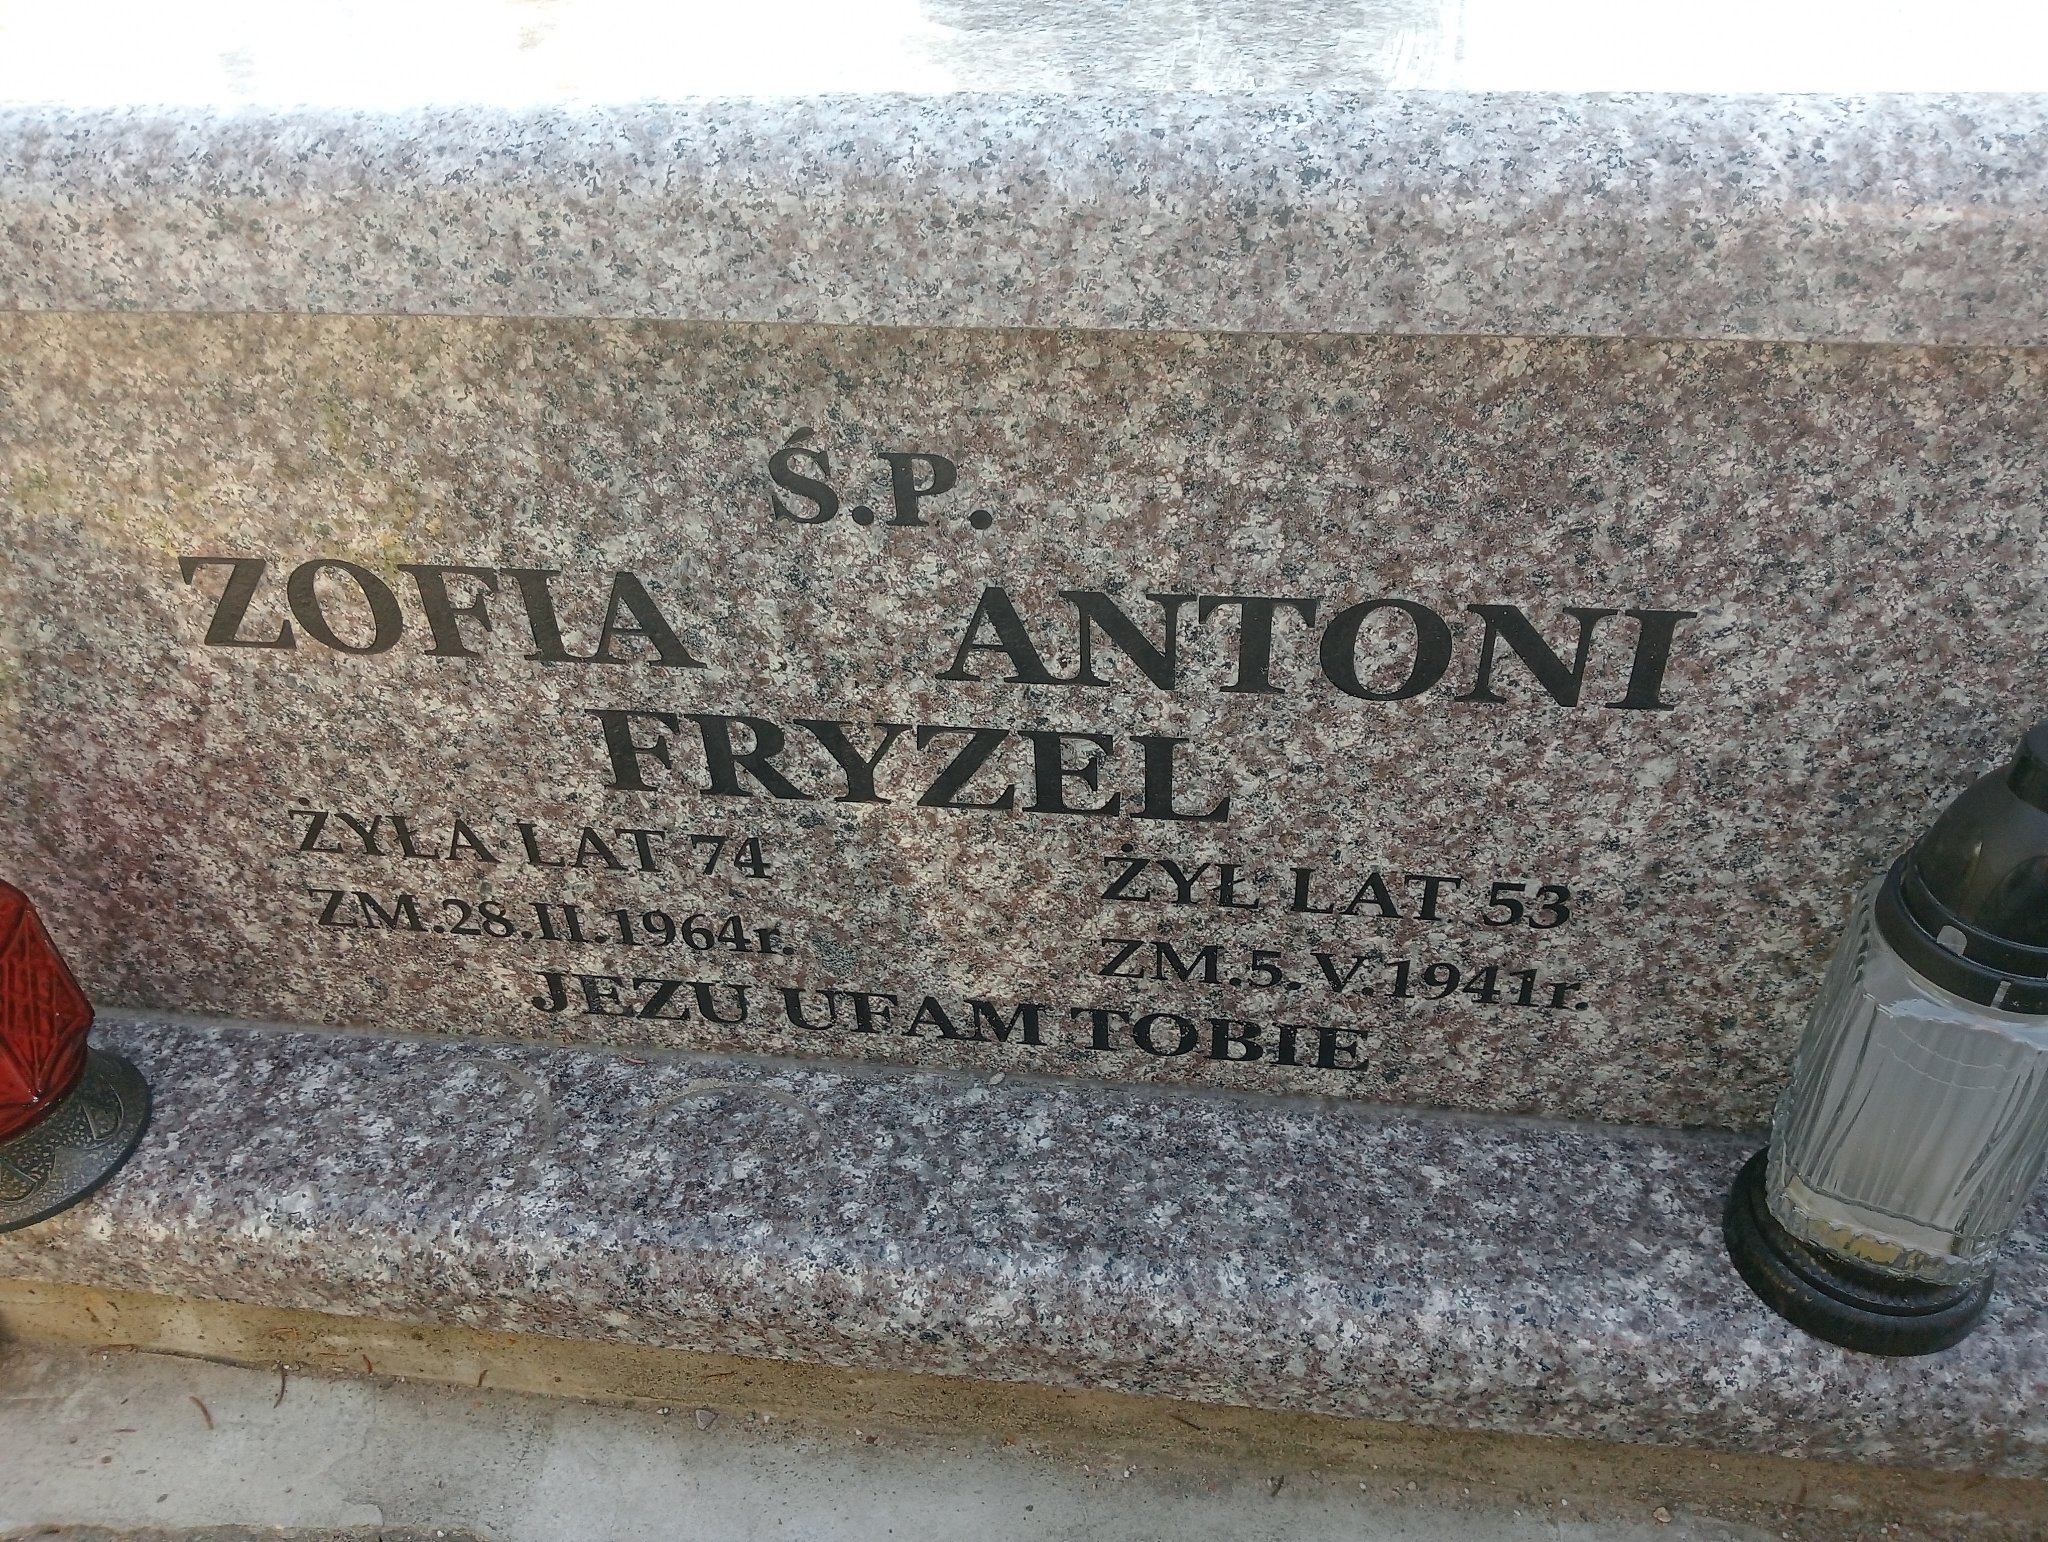 Ś.P.
ZOFIA ANTONI
FRYZEL
ŻYŁA LAT 74 ŻYŁ LAT 53
ZM.28.II.1964r. ZM.5.V.1941r.
JEZU UFAM TOBIE